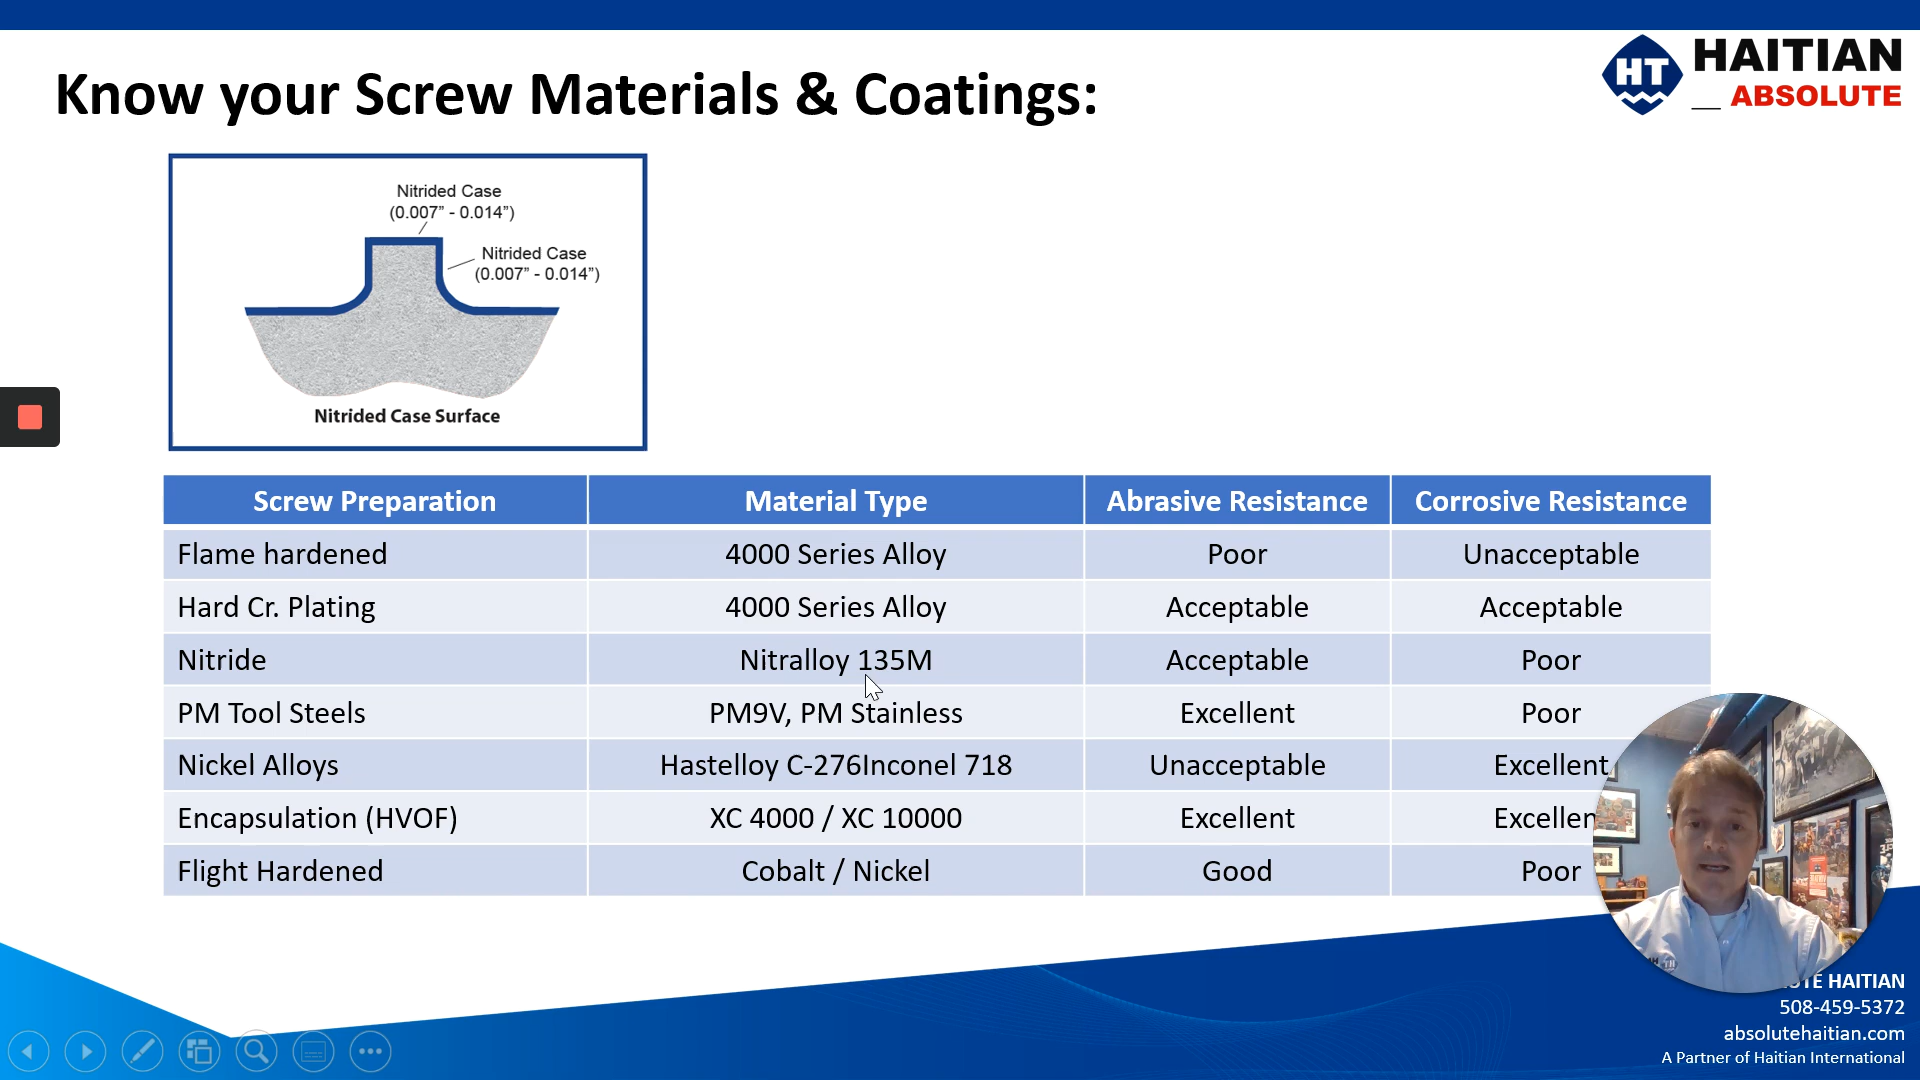 Know your Screw Materials & Coatings:
HT HAITIAN
ABSOLUTE
Nitrided Case
(0.007” - 0.014”)
Nitrided Case
(0.007” - 0.014”)
Nitrided Case Surface
Screw Preparation Material Type Abrasive Resistance Corrosive Resistance
Flame hardened 4000 Series Alloy Poor Unacceptable
Hard Cr. Plating 4000 Series Alloy Acceptable Acceptable
Nitride Nitralloy 135M Acceptable Poor
PM Tool Steels PM9V, PM Stainless Excellent Poor
Nickel Alloys Hastelloy C-276Inconel 718 Unacceptable Excellent
Encapsulation (HVOF) XC 4000 / XC 10000 Excellent Excellen
Flight Hardened Cobalt / Nickel Good Poor
HAITIAN
508-459-5372
absolutehaitian.com
A Partner of Haitian International